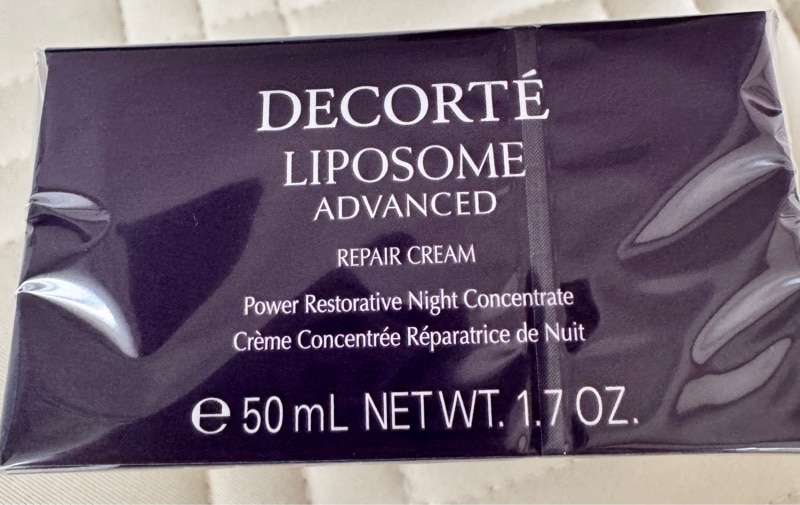 DECORTÉ
LIPOSOME
ADVANCED
REPAIR CREAM
Power Restorative Night Concentrate
Crème Concentrée Réparatrice de Nuit
℮ 50 mL NET WT. 1.7 OZ.